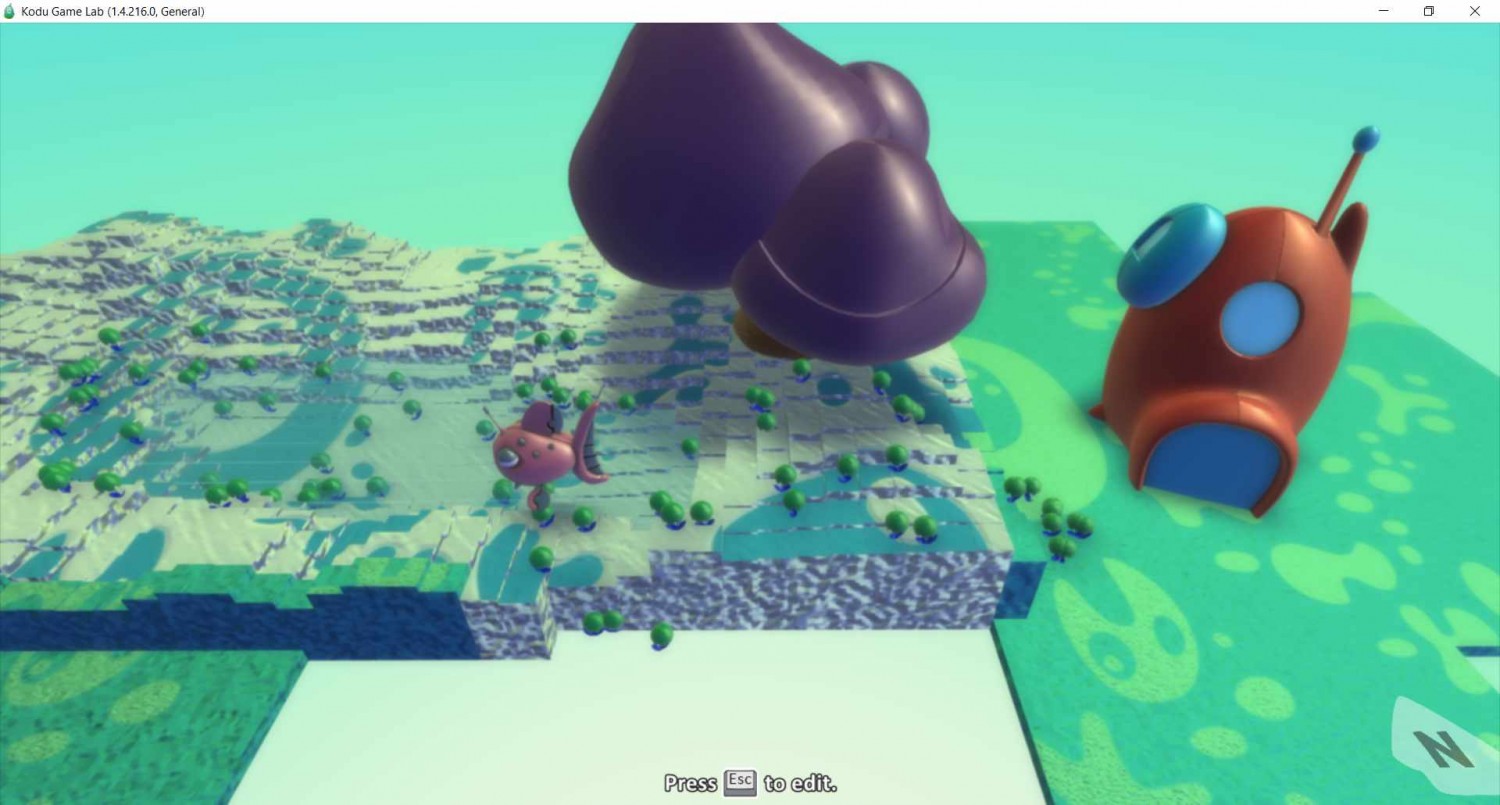 Kodu Game Lab (1.4.216.0, General)
Press Esc to edit.
N